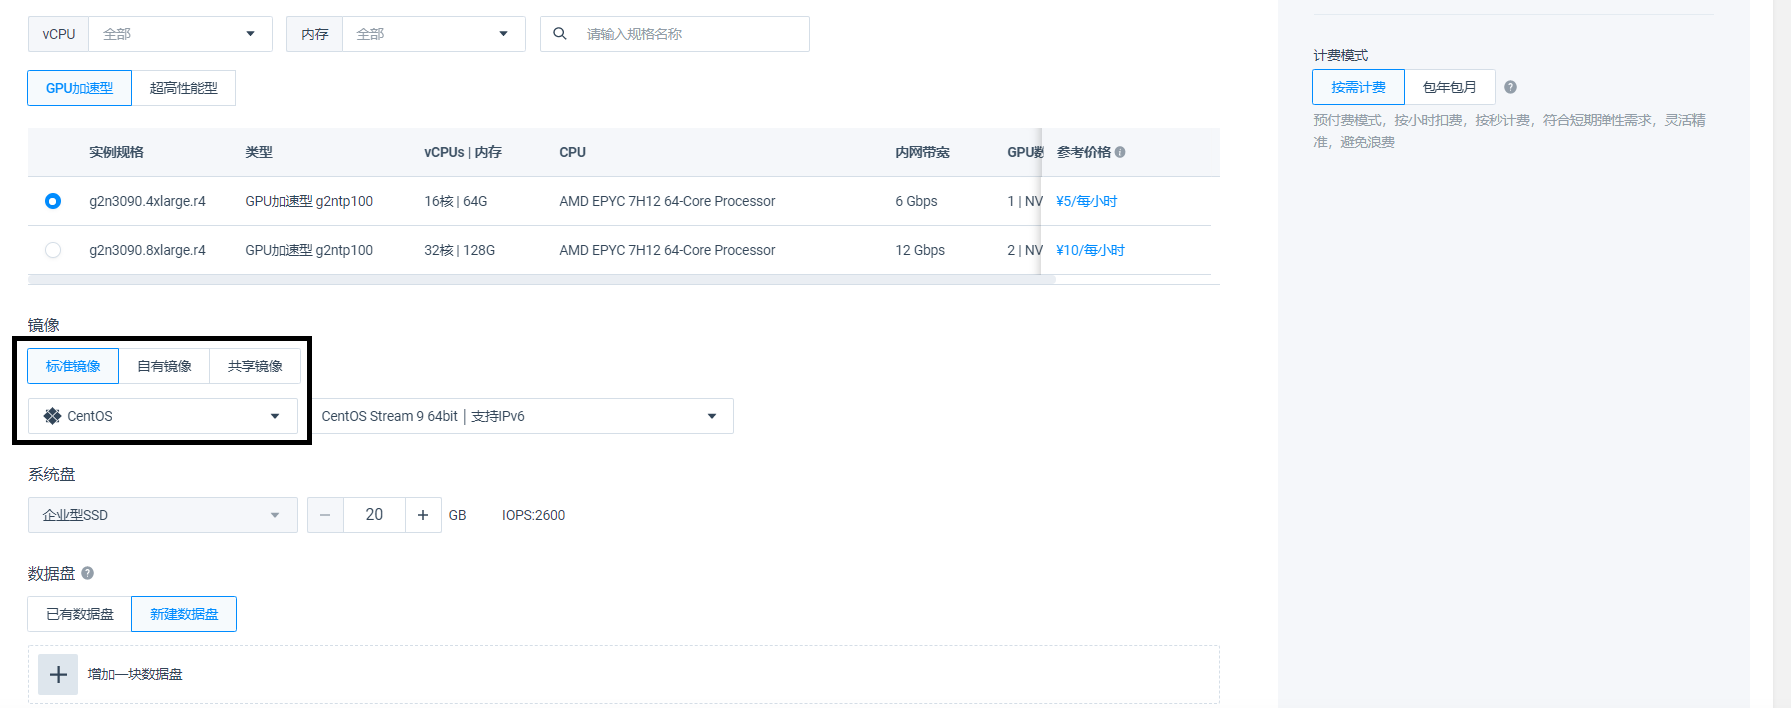 vCPU 全部 内存 全部 请输入规格名称
GPU加速型 超高性能型
实例规格 类型 vCPUs | 内存 CPU 内网带宽 GPU数 参考价格
g2n3090.4xlarge.r4 GPU加速型 g2ntp100 16核 | 64G AMD EPYC 7H12 64-Core Processor 6 Gbps 1 | NV ¥5/每小时
g2n3090.8xlarge.r4 GPU加速型 g2ntp100 32核 | 128G AMD EPYC 7H12 64-Core Processor 12 Gbps 2 | NV ¥10/每小时
镜像
标准镜像 自有镜像 共享镜像
CentOS CentOS Stream 9 64bit | 支持IPv6
系统盘
企业型SSD − 20 + GB IOPS:2600
数据盘 ?
已有数据盘 新建数据盘
+ 增加一块数据盘
计费模式
按需计费 包年包月 ?
预付费模式，按小时扣费，按秒计费，符合短期弹性需求，灵活精
准，避免浪费